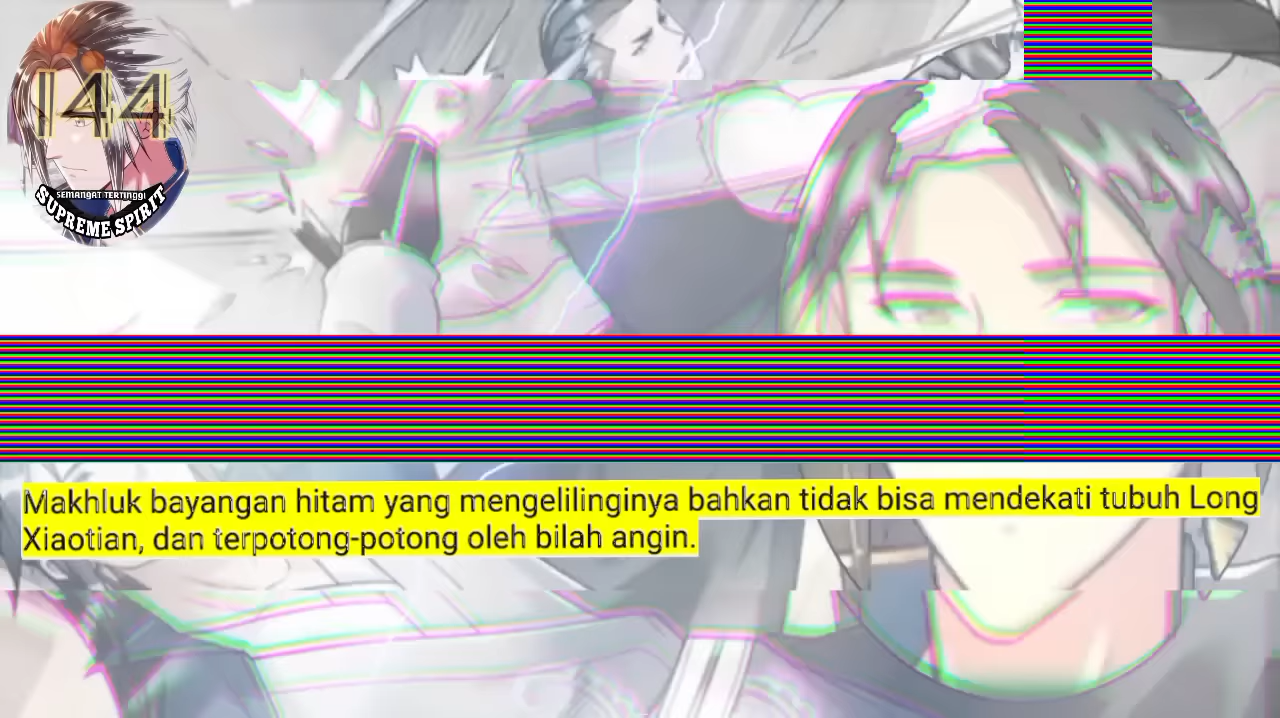 144
SEMANGAT TERTINGGI
SUPREME SPIRIT
Makhluk bayangan hitam yang mengelilinginya bahkan tidak bisa mendekati tubuh Long
Xiaotian, dan terpotong-potong oleh bilah angin.